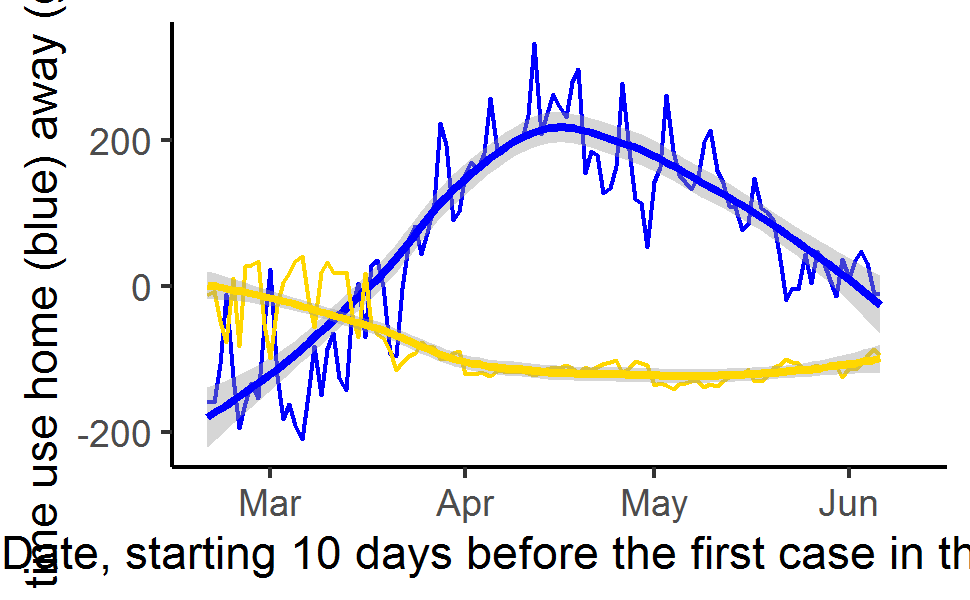 time use home (blue) away (
200
0
-200
Mar Apr May Jun
Date, starting 10 days before the first case in th